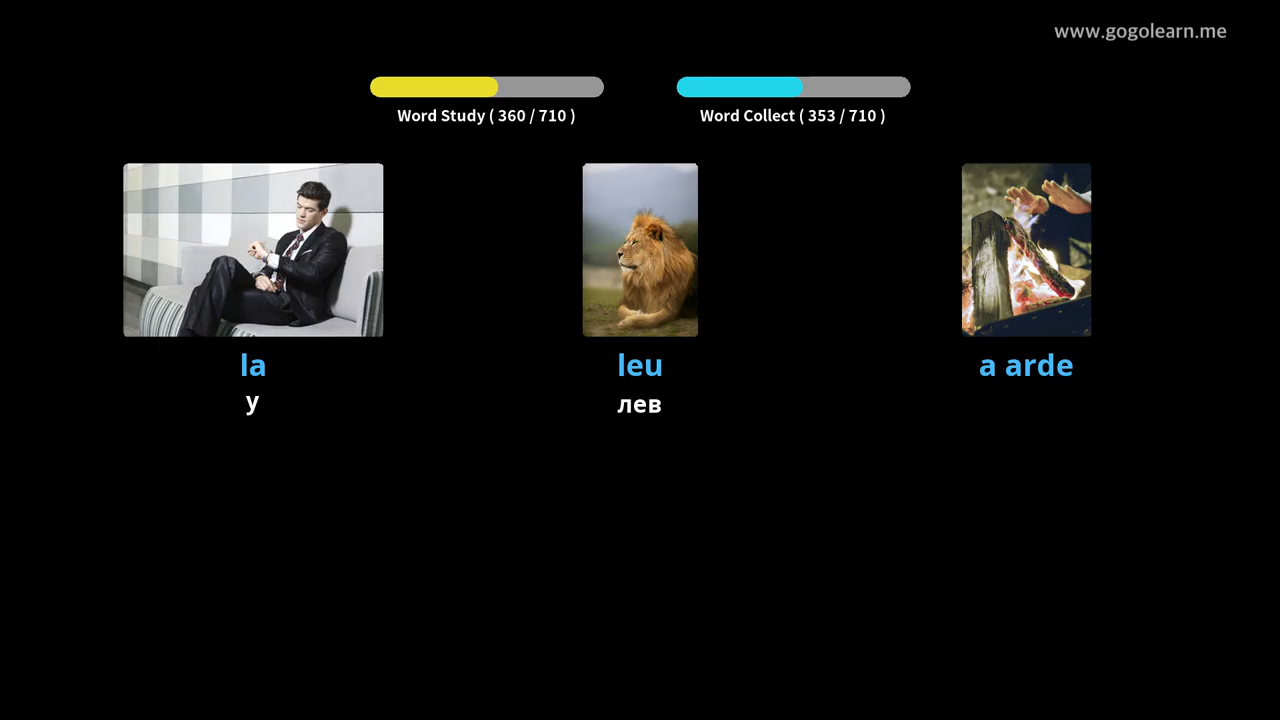 www.gogolearn.me
Word Study ( 360 / 710 )
Word Collect ( 353 / 710 )
la
leu
a arde
у
лев